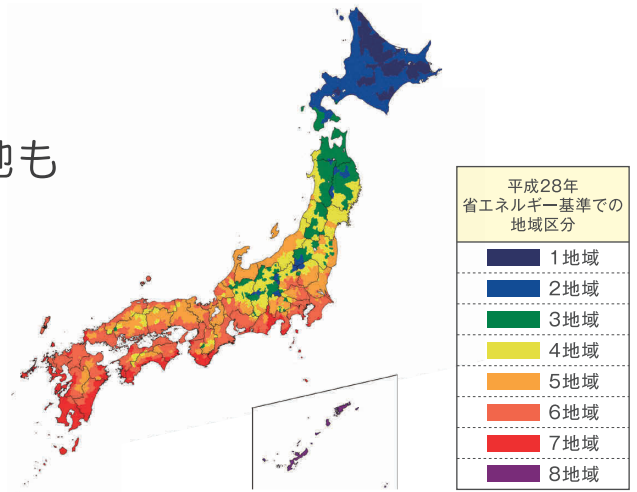 地も
平成28年
省エネルギー基準での
地域区分
1地域
2地域
3地域
4地域
5地域
6地域
7地域
8地域